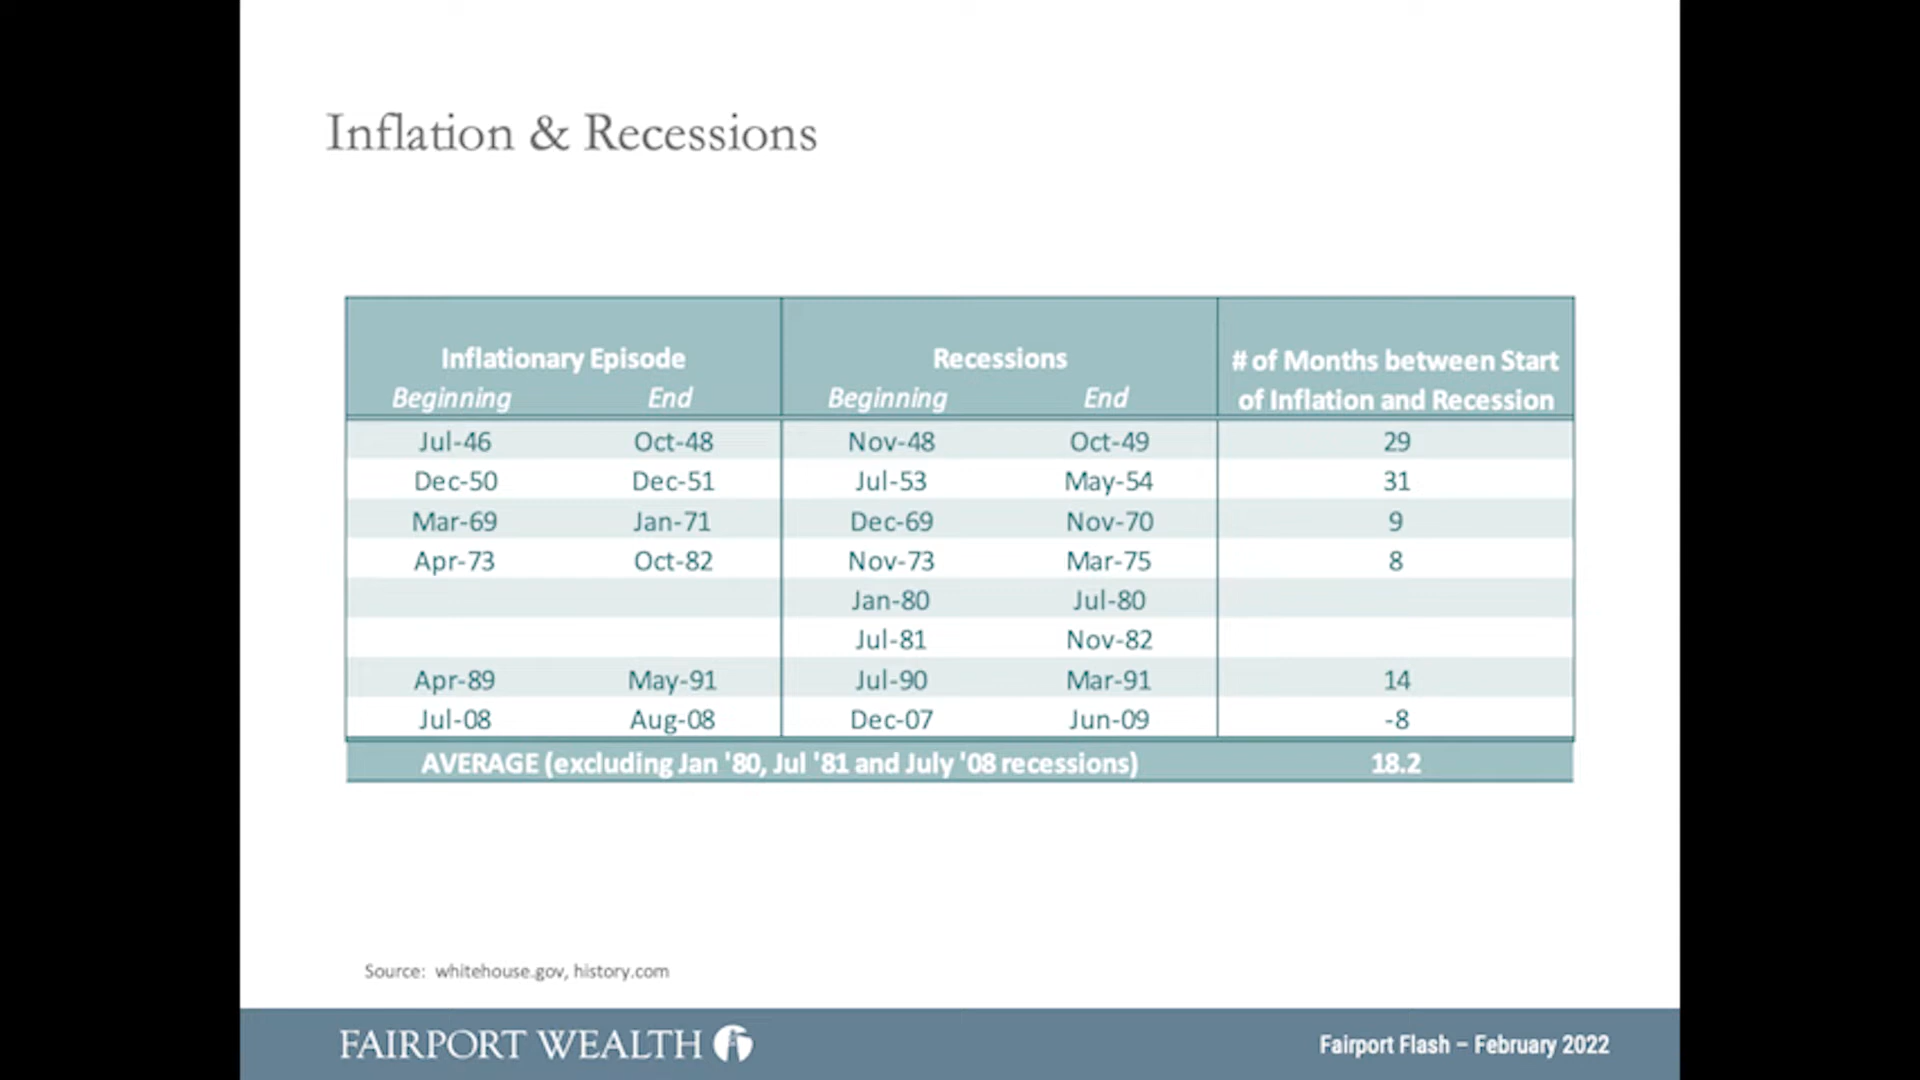 Inflation & Recessions
Inflationary Episode Recessions # of Months between Start
Beginning End Beginning End of Inflation and Recession
Jul-46 Oct-48 Nov-48 Oct-49 29
Dec-50 Dec-51 Jul-53 May-54 31
Mar-69 Jan-71 Dec-69 Nov-70 9
Apr-73 Oct-82 Nov-73 Mar-75 8
Jan-80 Jul-80
Jul-81 Nov-82
Apr-89 May-91 Jul-90 Mar-91 14
Jul-08 Aug-08 Dec-07 Jun-09 -8
AVERAGE (excluding Jan '80, Jul '81 and July '08 recessions) 18.2
Source: whitehouse.gov, history.com
FAIRPORT WEALTH
Fairport Flash – February 2022